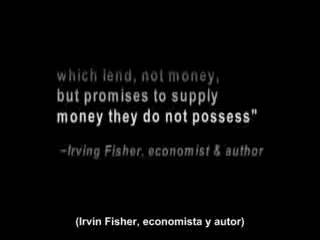 which lend, not money,
but promises to supply
money they do not possess"
–Irving Fisher, economist & author
(Irvin Fisher, economista y autor)